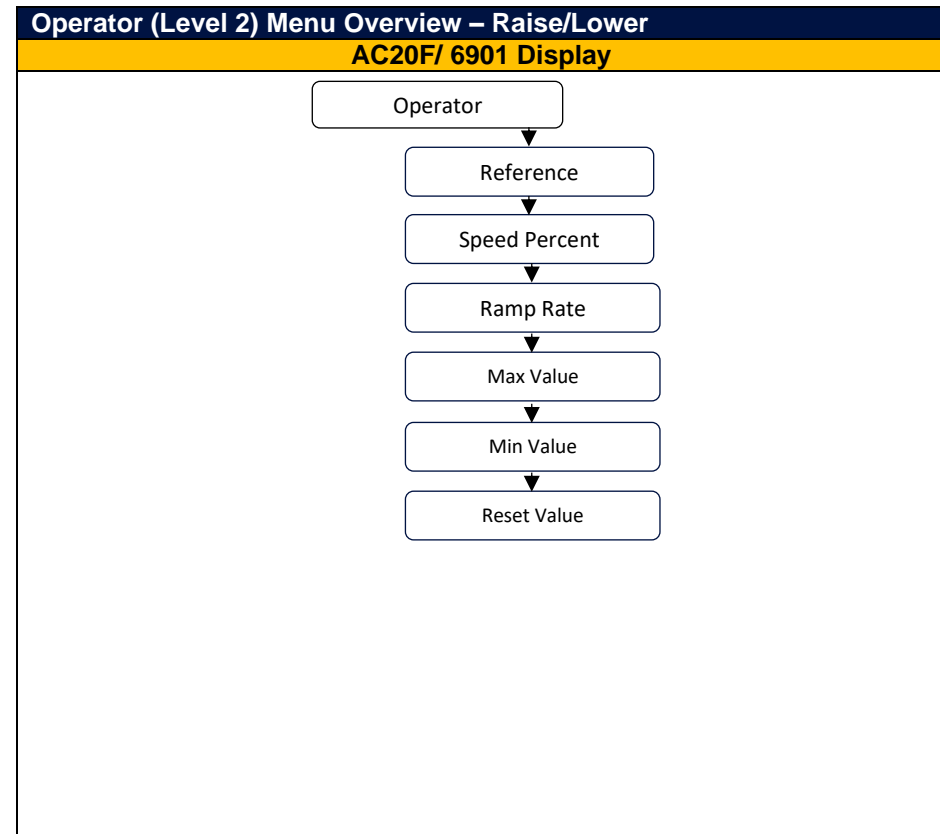 Operator (Level 2) Menu Overview – Raise/Lower
AC20F/ 6901 Display
Operator
Reference
Speed Percent
Ramp Rate
Max Value
Min Value
Reset Value